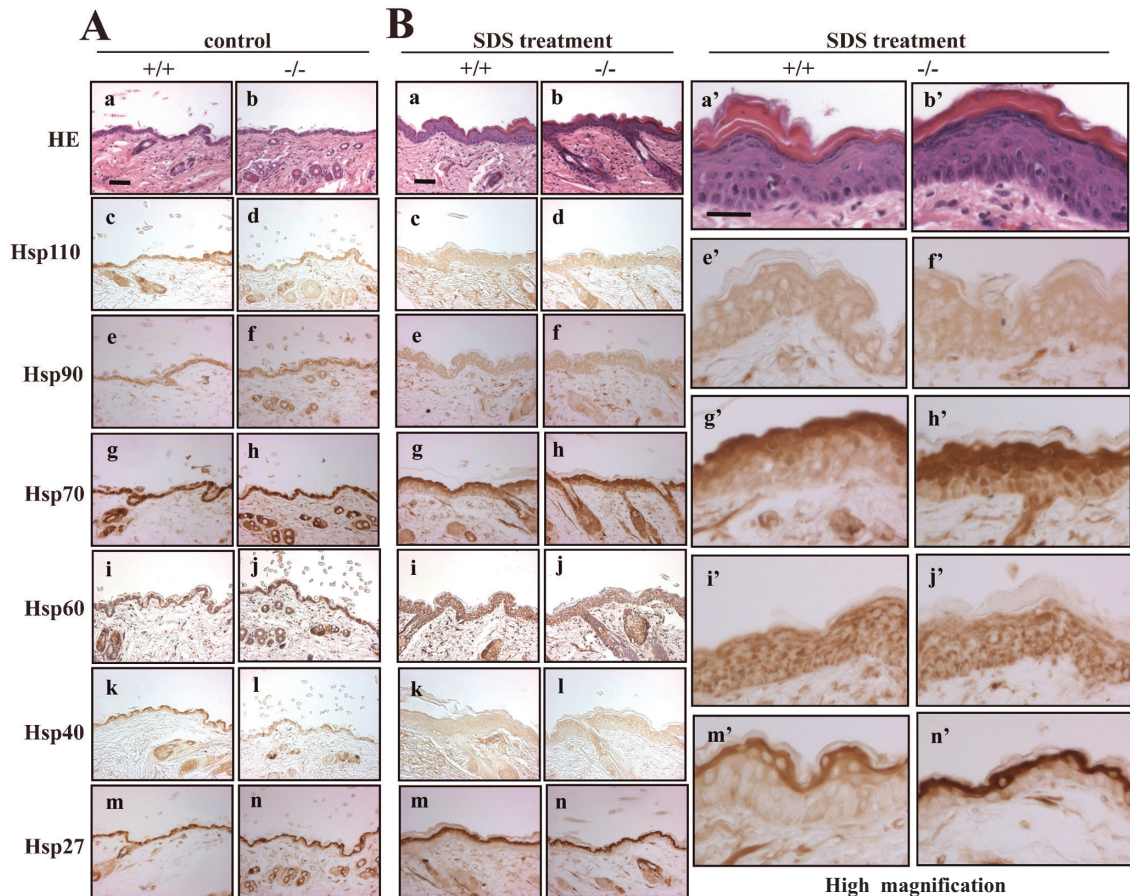 A B
control SDS treatment SDS treatment
+/+ -/- +/+ -/- +/+ -/-
HE a b a b a’ b’
Hsp110 c d c d e’ f’
Hsp90 e f e f
Hsp70 g h g h g’ h’
Hsp60 i j i j i’ j’
Hsp40 k l k l
Hsp27 m n m n m’ n’
High magnification